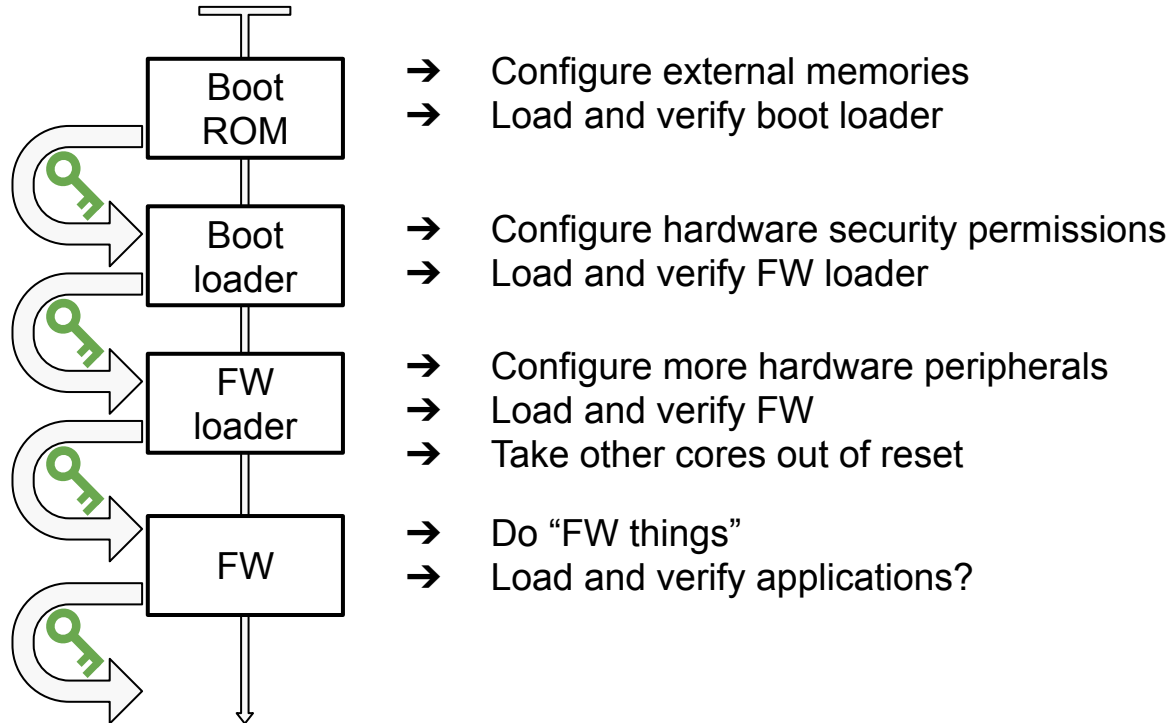 Boot
ROM
➔ Configure external memories
➔ Load and verify boot loader
Boot
loader
➔ Configure hardware security permissions
➔ Load and verify FW loader
FW
loader
➔ Configure more hardware peripherals
➔ Load and verify FW
➔ Take other cores out of reset
FW
➔ Do “FW things”
➔ Load and verify applications?